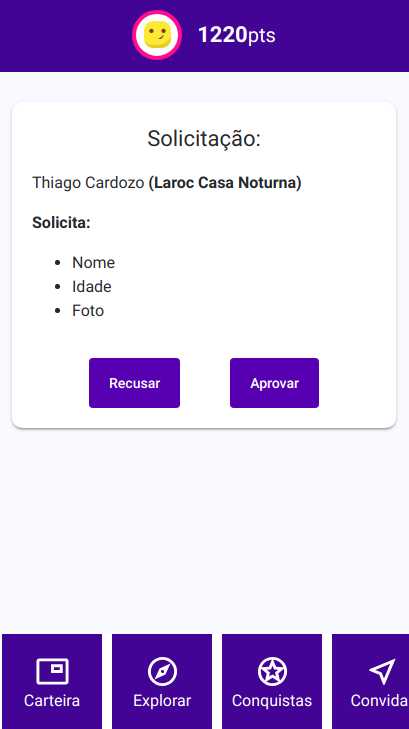 1220pts
Solicitação:
Thiago Cardozo (Laroc Casa Noturna)
Solicita:
Nome
Idade
Foto
Recusar
Aprovar
Carteira
Explorar
Conquistas
Convida